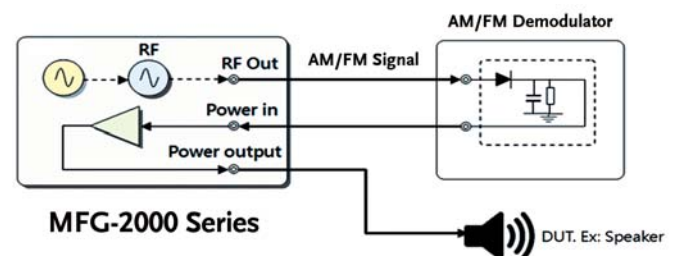 AM/FM Demodulator
RF
RF Out
AM/FM Signal
Power in
Power output
MFG-2000 Series
DUT. Ex: Speaker